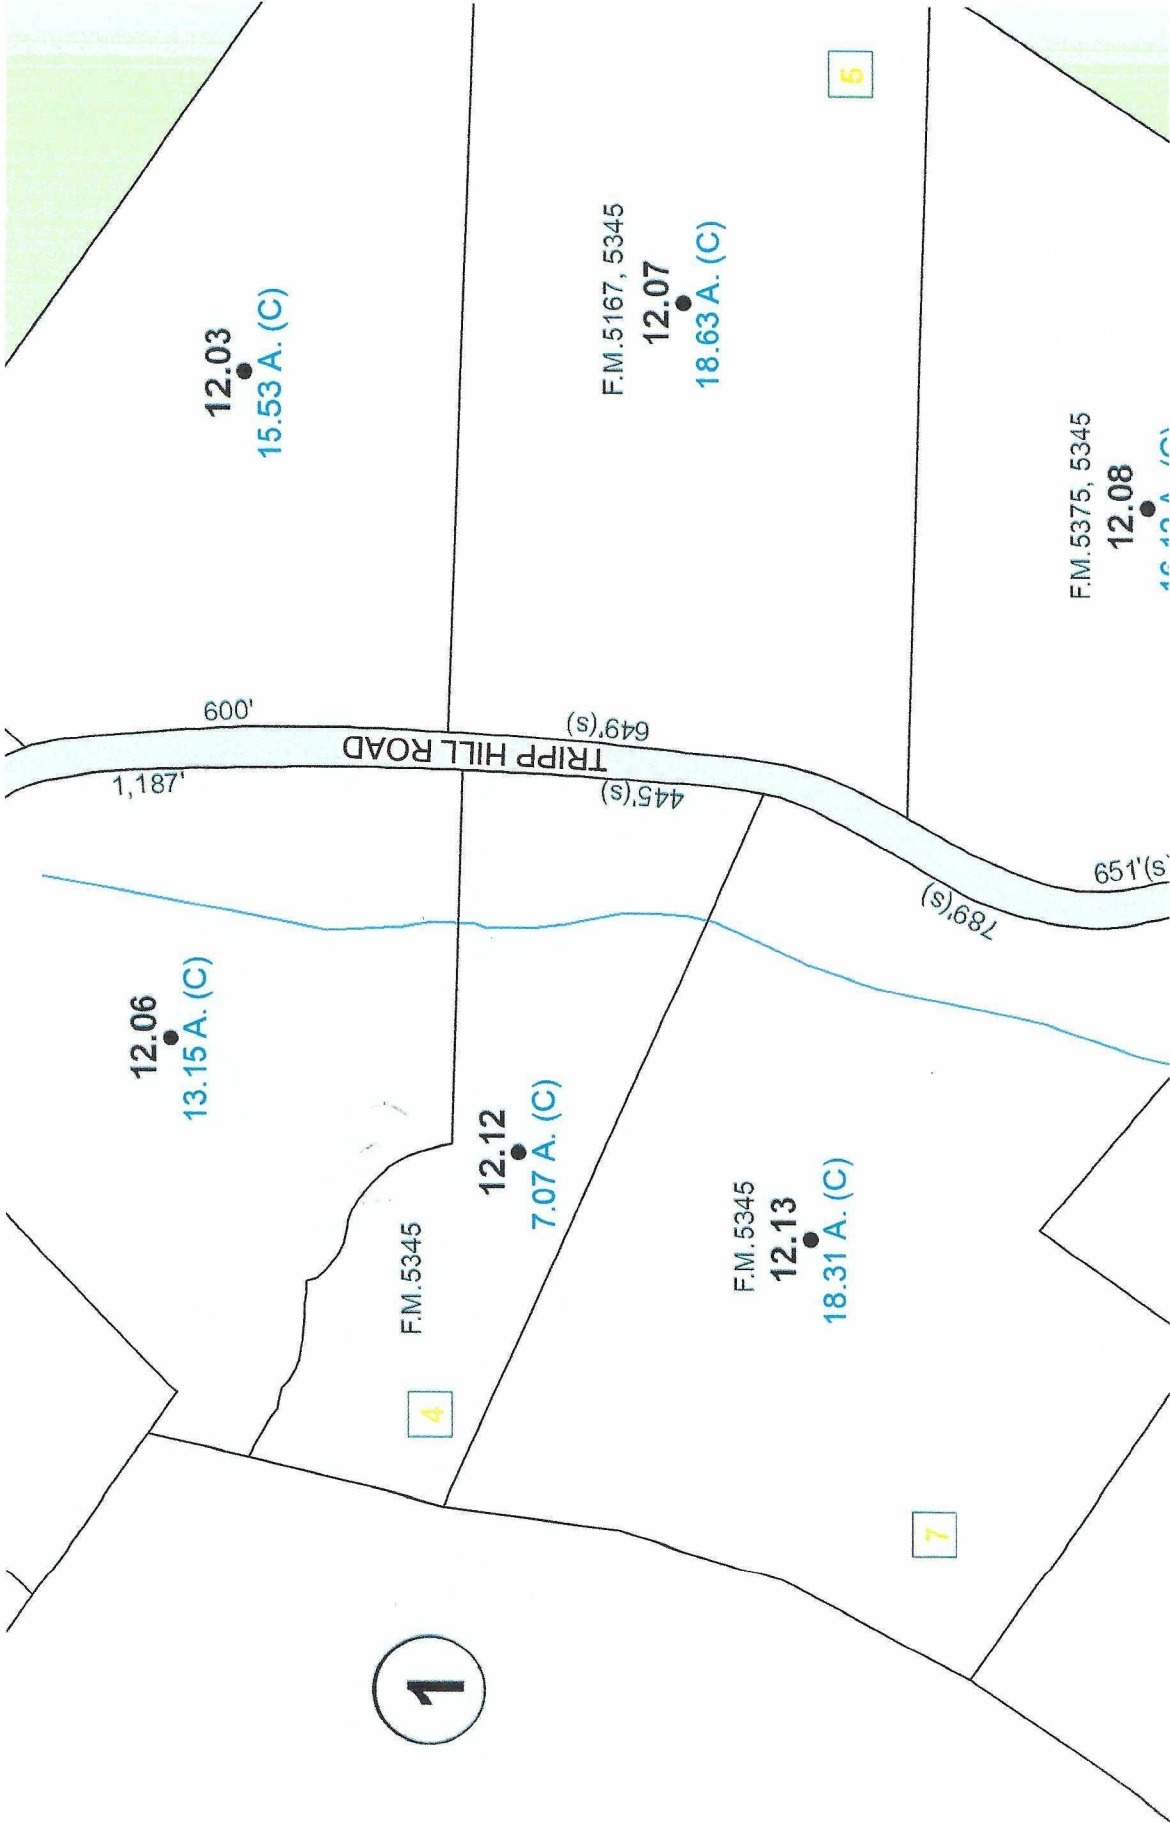 12.03
15.53 A. (C)
F.M.5167, 5345
12.07
18.63 A. (C)
5
F.M.5375, 5345
12.08
600'
649'(s)
TRIPP HILL ROAD
1,187'
445'(s)
789'(s)
651'(s
12.06
13.15 A. (C)
12.12
7.07 A. (C)
F.M.5345
4
F.M.5345
12.13
18.31 A. (C)
7
1